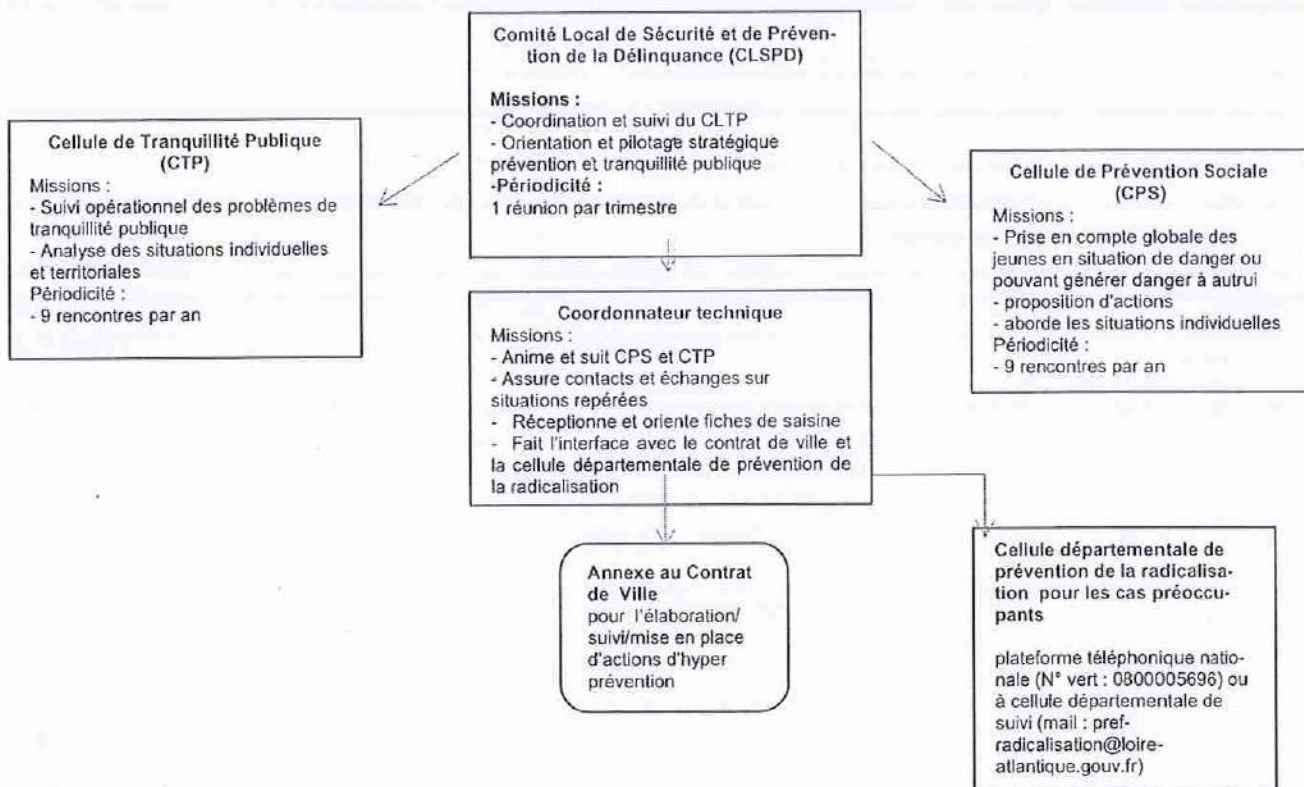 Comité Local de Sécurité et de Préven-
tion de la Délinquance (CLSPD)
Missions :
- Coordination et suivi du CLTP
- Orientation et pilotage stratégique
prévention et tranquillité publique
-Périodicité :
1 réunion par trimestre
Cellule de Tranquillité Publique
(CTP)
Missions :
- Suivi opérationnel des problèmes de
tranquillité publique
- Analyse des situations individuelles
et territoriales
Périodicité :
- 9 rencontres par an
Cellule de Prévention Sociale
(CPS)
Missions :
- Prise en compte globale des
jeunes en situation de danger ou
pouvant générer danger à autrui
- proposition d'actions
- aborde les situations individuelles
Périodicité :
- 9 rencontres par an
Coordonnateur technique
Missions :
- Anime et suit CPS et CTP
- Assure contacts et échanges sur
situations repérées
- Réceptionne et oriente fiches de saisine
- Fait l'interface avec le contrat de ville et
la cellule départementale de prévention de
la radicalisation
Annexe au Contrat
de Ville
pour l'élaboration/
suivi/mise en place
d'actions d'hyper
prévention
Cellule départementale de
prévention de la radicalisa-
tion pour les cas préoccu-
pants
plateforme téléphonique natio-
nale (N° vert : 0800005696) ou
à cellule départementale de
suivi (mail : pref-
radicalisation@loire-
atlantique.gouv.fr)